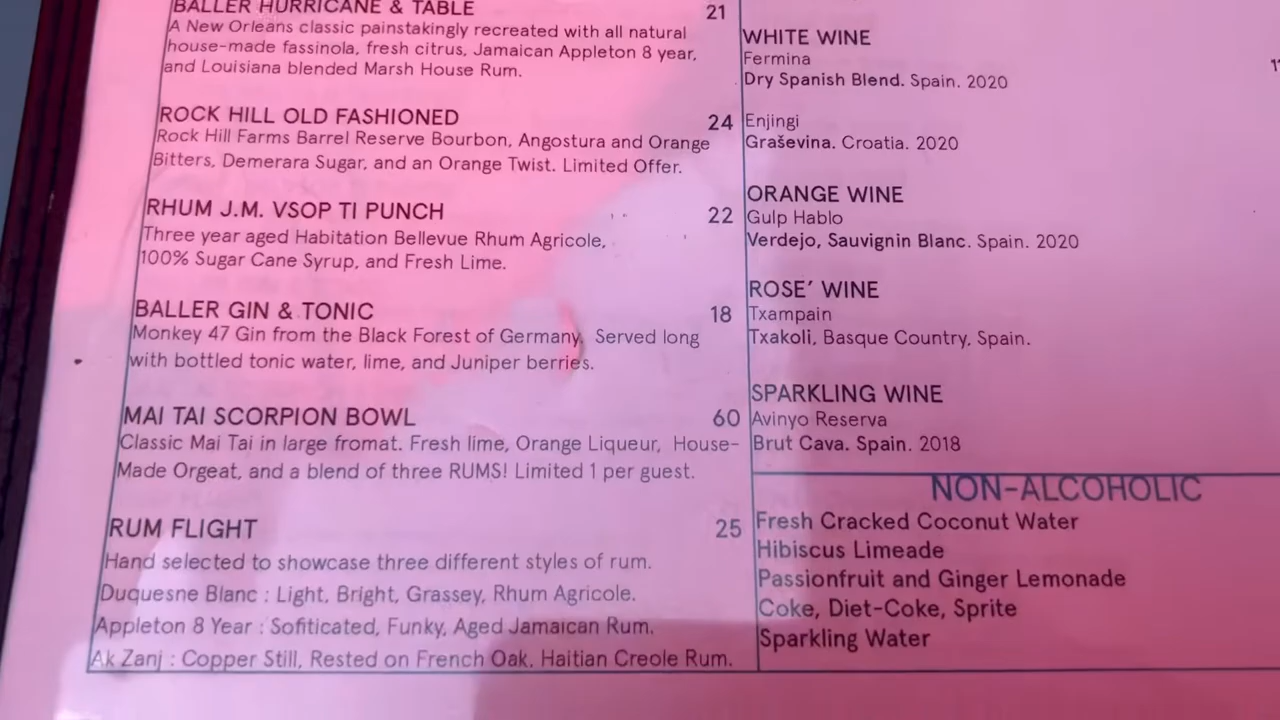 BALLER HURRICANE & TABLE 21
A New Orleans classic painstakingly recreated with all natural
house-made fassinola, fresh citrus, Jamaican Appleton 8 year,
and Louisiana blended Marsh House Rum.
ROCK HILL OLD FASHIONED 24
Rock Hill Farms Barrel Reserve Bourbon, Angostura and Orange
Bitters, Demerara Sugar, and an Orange Twist. Limited Offer.
RHUM J.M. VSOP TI PUNCH 22
Three year aged Habitation Bellevue Rhum Agricole,
100% Sugar Cane Syrup, and Fresh Lime.
BALLER GIN & TONIC 18
Monkey 47 Gin from the Black Forest of Germany. Served long
with bottled tonic water, lime, and Juniper berries.
MAI TAI SCORPION BOWL 60
Classic Mai Tai in large fromat. Fresh lime, Orange Liqueur, House-
Made Orgeat, and a blend of three RUMS! Limited 1 per guest.
RUM FLIGHT 25
Hand selected to showcase three different styles of rum.
Duquesne Blanc : Light, Bright, Grassey, Rhum Agricole.
Appleton 8 Year : Sofiticated, Funky, Aged Jamaican Rum.
Ak Zanj : Copper Still, Rested on French Oak, Haitian Creole Rum.
WHITE WINE
Fermina
Dry Spanish Blend. Spain. 2020
Enjingi
Graševina. Croatia. 2020
ORANGE WINE
Gulp Hablo
Verdejo, Sauvignin Blanc. Spain. 2020
ROSE' WINE
Txampain
Txakoli, Basque Country, Spain.
SPARKLING WINE
Avinyo Reserva
Brut Cava. Spain. 2018
NON-ALCOHOLIC
Fresh Cracked Coconut Water
Hibiscus Limeade
Passionfruit and Ginger Lemonade
Coke, Diet-Coke, Sprite
Sparkling Water